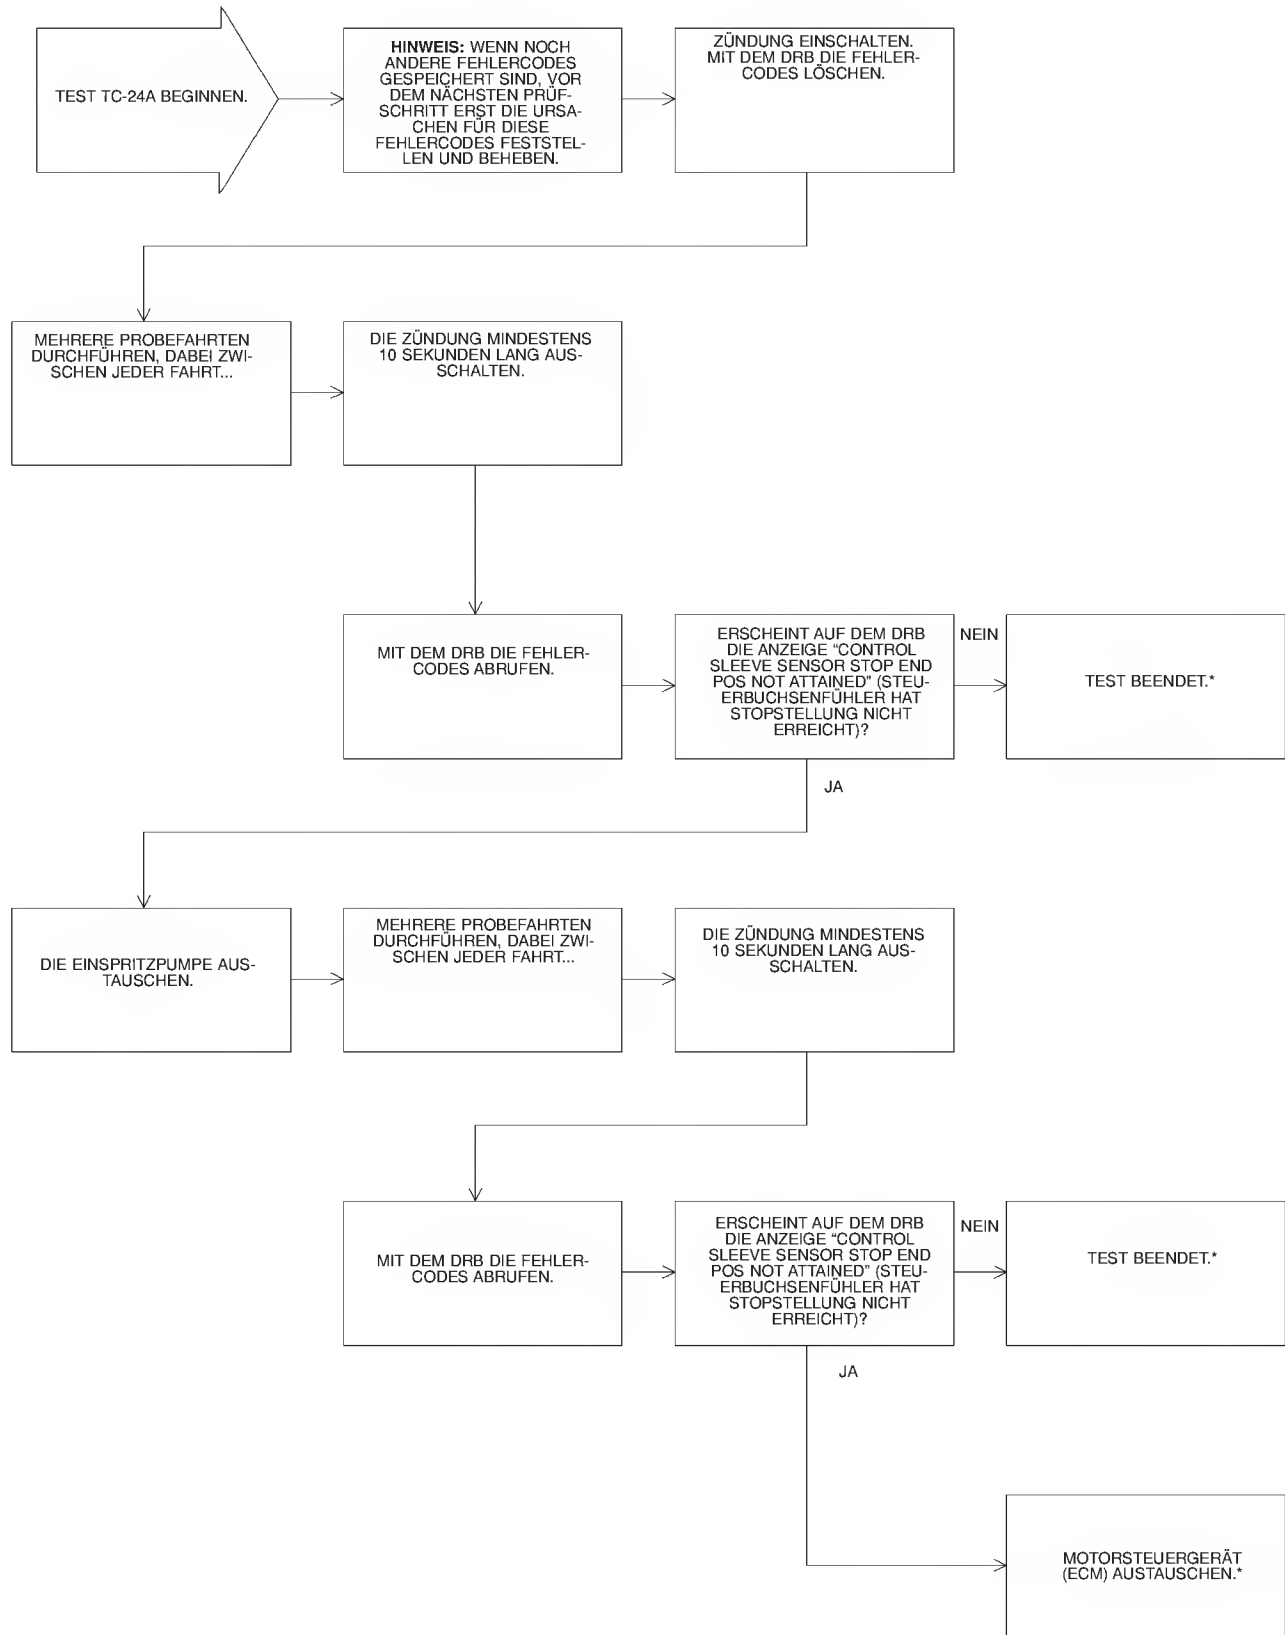 TEST TC-24A BEGINNEN.
HINWEIS: WENN NOCH
ANDERE FEHLERCODES
GESPEICHERT SIND, VOR
DEM NÄCHSTEN PRÜF-
SCHRITT ERST DIE URSA-
CHEN FÜR DIESE
FEHLERCODES FESTSTEL-
LEN UND BEHEBEN.
ZÜNDUNG EINSCHALTEN.
MIT DEM DRB DIE FEHLER-
CODES LÖSCHEN.
MEHRERE PROBEFAHRTEN
DURCHFÜHREN, DABEI ZWI-
SCHEN JEDER FAHRT...
DIE ZÜNDUNG MINDESTENS
10 SEKUNDEN LANG AUS-
SCHALTEN.
MIT DEM DRB DIE FEHLER-
CODES ABRUFEN.
ERSCHEINT AUF DEM DRB
DIE ANZEIGE “CONTROL
SLEEVE SENSOR STOP END
POS NOT ATTAINED” (STEU-
ERBUCHSENFÜHLER HAT
STOPSTELLUNG NICHT
ERREICHT)?
NEIN
TEST BEENDET.*
JA
DIE EINSPRITZPUMPE AUS-
TAUSCHEN.
MEHRERE PROBEFAHRTEN
DURCHFÜHREN, DABEI ZWI-
SCHEN JEDER FAHRT...
DIE ZÜNDUNG MINDESTENS
10 SEKUNDEN LANG AUS-
SCHALTEN.
MIT DEM DRB DIE FEHLER-
CODES ABRUFEN.
ERSCHEINT AUF DEM DRB
DIE ANZEIGE “CONTROL
SLEEVE SENSOR STOP END
POS NOT ATTAINED” (STEU-
ERBUCHSENFÜHLER HAT
STOPSTELLUNG NICHT
ERREICHT)?
NEIN
TEST BEENDET.*
JA
MOTORSTEUERGERÄT
(ECM) AUSTAUSCHEN.*